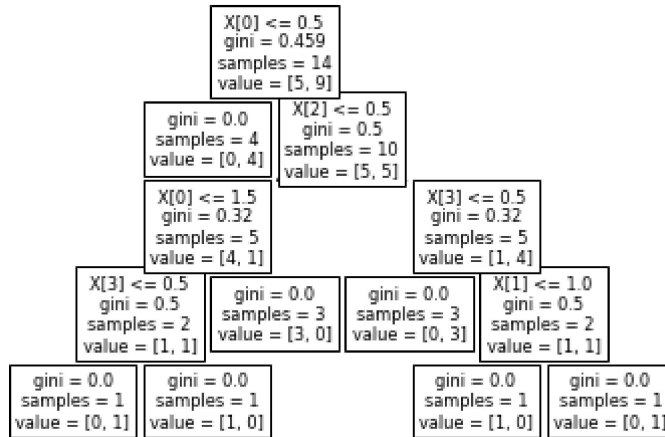 X[0] <= 0.5
gini = 0.459
samples = 14
value = [5, 9]
gini = 0.0
samples = 4
value = [0, 4]
X[2] <= 0.5
gini = 0.5
samples = 10
value = [5, 5]
X[0] <= 1.5
gini = 0.32
samples = 5
value = [4, 1]
X[3] <= 0.5
gini = 0.32
samples = 5
value = [1, 4]
X[3] <= 0.5
gini = 0.5
samples = 2
value = [1, 1]
gini = 0.0
samples = 3
value = [3, 0]
gini = 0.0
samples = 3
value = [0, 3]
X[1] <= 1.0
gini = 0.5
samples = 2
value = [1, 1]
gini = 0.0
samples = 1
value = [0, 1]
gini = 0.0
samples = 1
value = [1, 0]
gini = 0.0
samples = 1
value = [1, 0]
gini = 0.0
samples = 1
value = [0, 1]